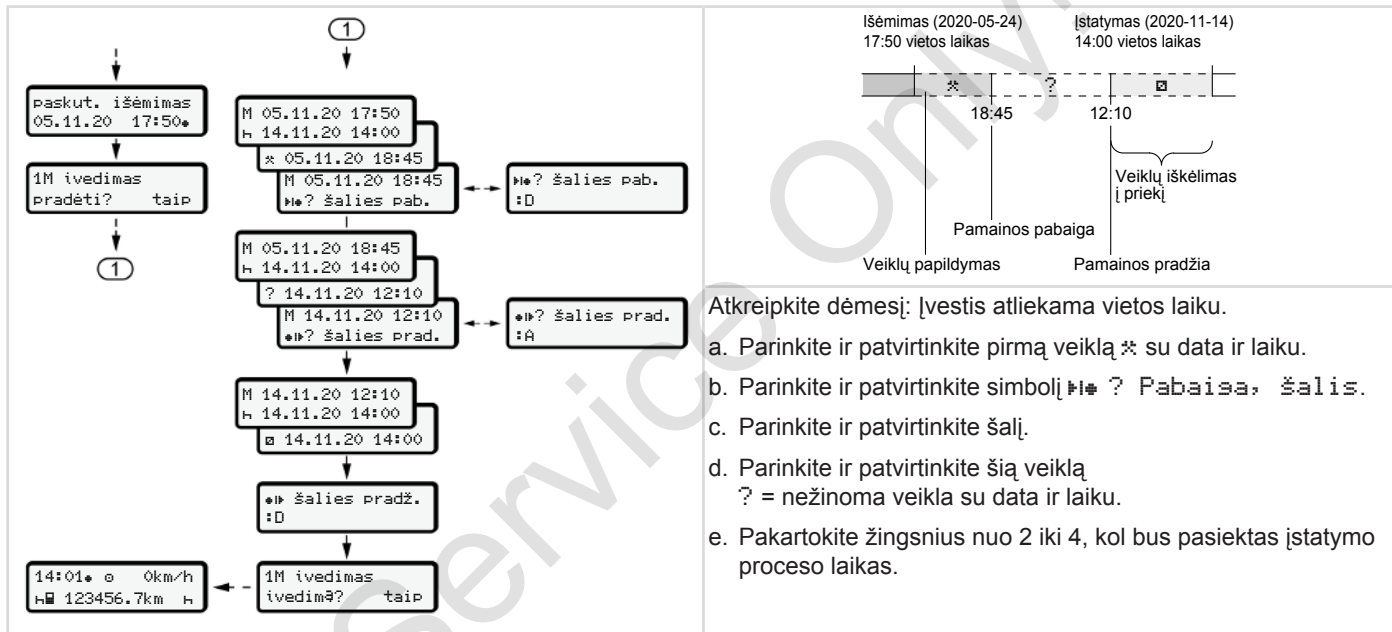 1
paskut. išėmimas
05.11.20 17:50
1M įvedimas
pradėti? taip
1
M 05.11.20 17:50
14.11.20 14:00
05.11.20 18:45
M 05.11.20 18:45
? šalies pab.
? šalies pab.
:D
M 05.11.20 18:45
14.11.20 14:00
? 14.11.20 12:10
M 14.11.20 12:10
? šalies prad.
? šalies prad.
:A
M 14.11.20 12:10
14.11.20 14:00
14.11.20 14:00
šalies pradž.
:D
1M įvedimas
įvedimą? taip
14:01 0km/h
123456.7km
Išėmimas (2020-05-24)
17:50 vietos laikas
Įstatymas (2020-11-14)
14:00 vietos laikas
?
18:45
12:10
Veiklų iškėlimas
į priekį
Pamainos pabaiga
Veiklų papildymas
Pamainos pradžia
Atkreipkite dėmesį: Įvestis atliekama vietos laiku.
a. Parinkite ir patvirtinkite pirmą veiklą su data ir laiku.
b. Parinkite ir patvirtinkite simbolį ? Pabaiga, šalis.
c. Parinkite ir patvirtinkite šalį.
d. Parinkite ir patvirtinkite šią veiklą
? = nežinoma veikla su data ir laiku.
e. Pakartokite žingsnius nuo 2 iki 4, kol bus pasiektas įstatymo
proceso laikas.
Service Only